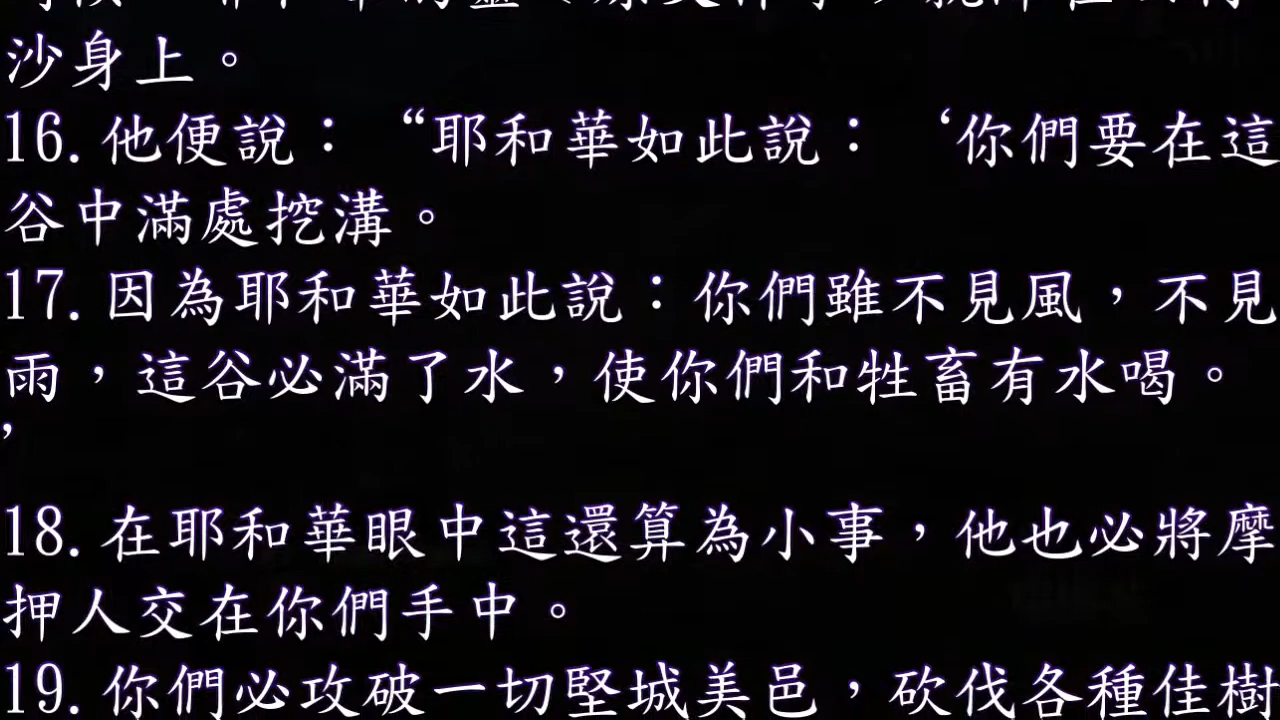 沙身上。
16.他便說：“耶和華如此說：‘你們要在這
谷中滿處挖溝。
17.因為耶和華如此說：你們雖不見風，不見
雨，這谷必滿了水，使你們和牲畜有水喝。
’
18.在耶和華眼中這還算為小事，他也必將摩
押人交在你們手中。
19.你們必攻破一切堅城美邑，砍伐各種佳樹